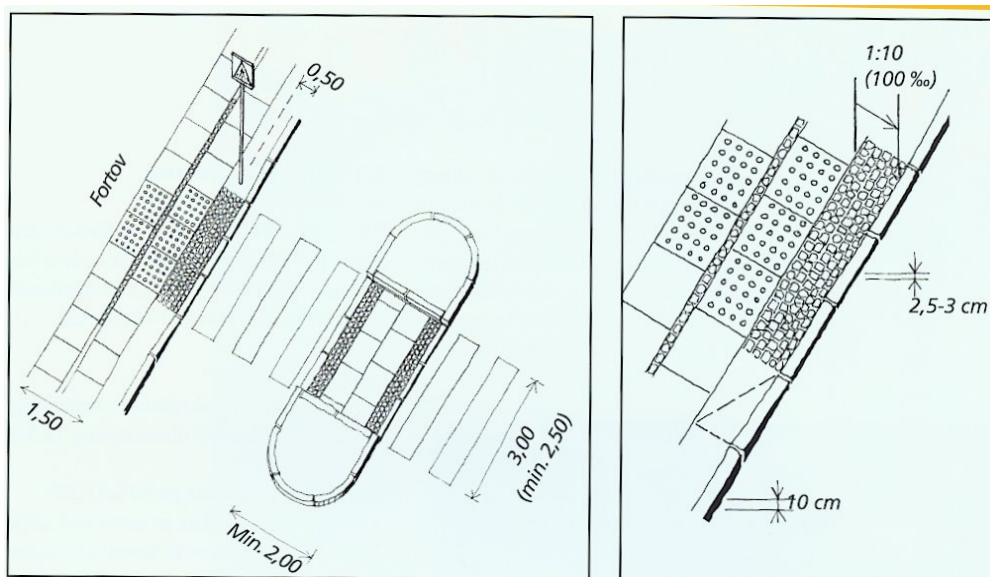 0,50
Fortov
1,50
3,00
(min. 2,50)
Min. 2,00
1:10
(100 ‰)
2,5-3 cm
10 cm